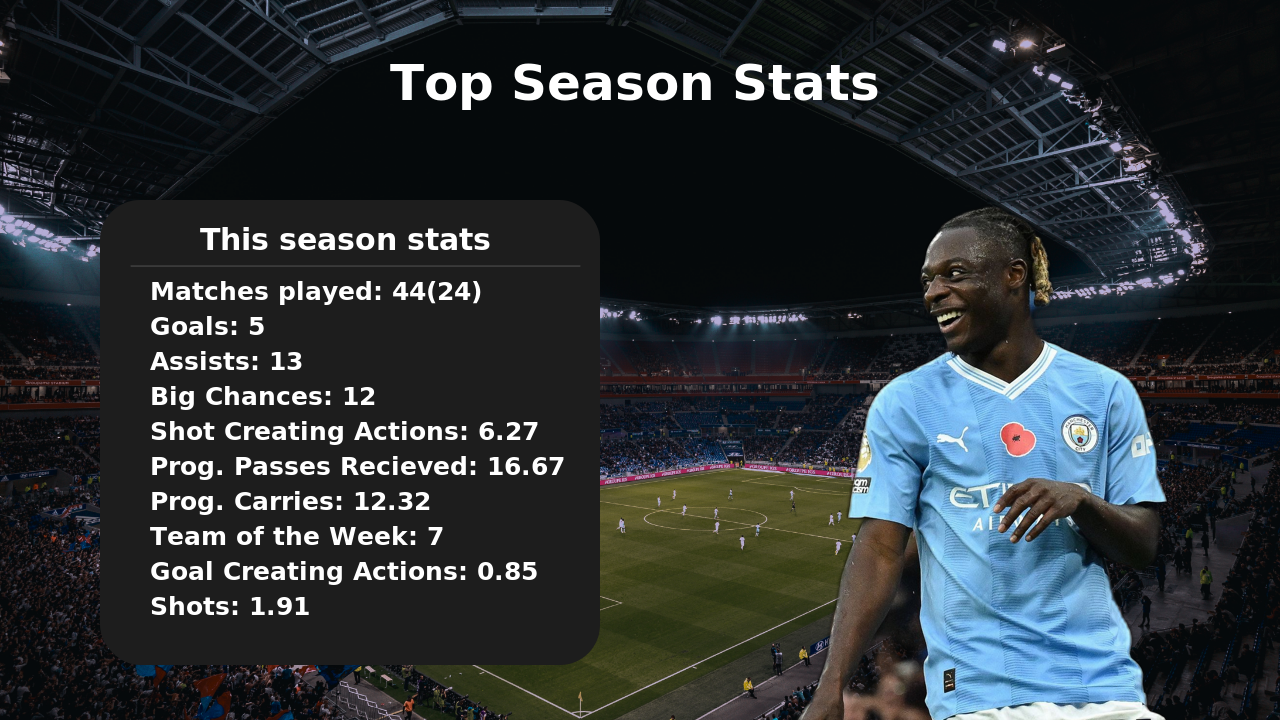 Top Season Stats
This season stats
Matches played: 44(24)
Goals: 5
Assists: 13
Big Chances: 12
Shot Creating Actions: 6.27
Prog. Passes Recieved: 16.67
Prog. Carries: 12.32
Team of the Week: 7
Goal Creating Actions: 0.85
Shots: 1.91